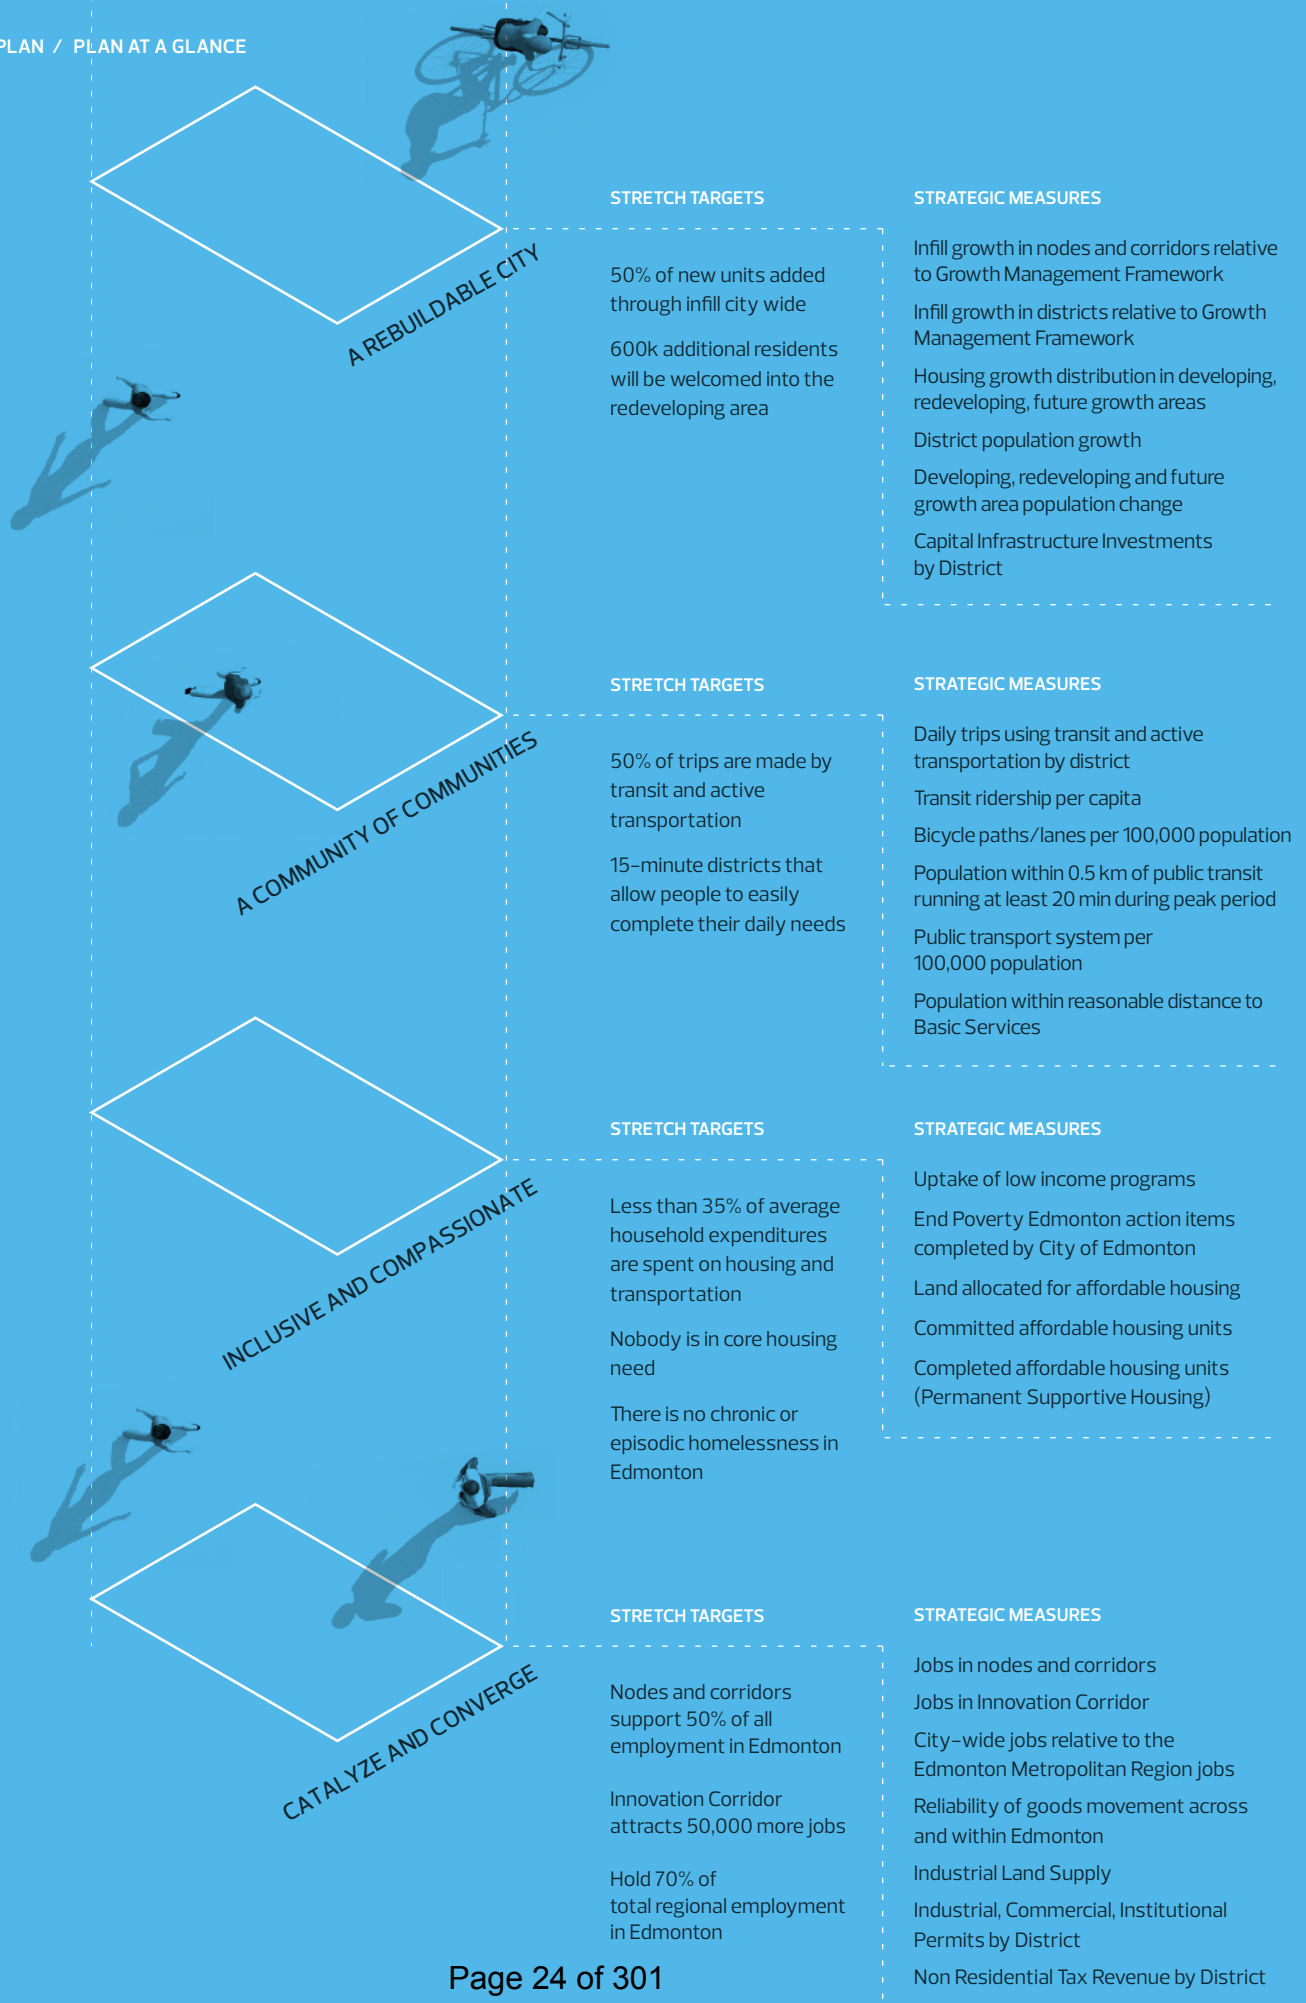 PLAN / PLAN AT A GLANCE
A REBUILDABLE CITY
STRETCH TARGETS
50% of new units added
through infill city wide
600k additional residents
will be welcomed into the
redeveloping area
STRATEGIC MEASURES
Infill growth in nodes and corridors relative
to Growth Management Framework
Infill growth in districts relative to Growth
Management Framework
Housing growth distribution in developing,
redeveloping, future growth areas
District population growth
Developing, redeveloping and future
growth area population change
Capital Infrastructure Investments
by District
A COMMUNITY OF COMMUNITIES
STRETCH TARGETS
50% of trips are made by
transit and active
transportation
15-minute districts that
allow people to easily
complete their daily needs
STRATEGIC MEASURES
Daily trips using transit and active
transportation by district
Transit ridership per capita
Bicycle paths/lanes per 100,000 population
Population within 0.5 km of public transit
running at least 20 min during peak period
Public transport system per
100,000 population
Population within reasonable distance to
Basic Services
INCLUSIVE AND COMPASSIONATE
STRETCH TARGETS
Less than 35% of average
household expenditures
are spent on housing and
transportation
Nobody is in core housing
need
There is no chronic or
episodic homelessness in
Edmonton
STRATEGIC MEASURES
Uptake of low income programs
End Poverty Edmonton action items
completed by City of Edmonton
Land allocated for affordable housing
Committed affordable housing units
Completed affordable housing units
(Permanent Supportive Housing)
CATALYZE AND CONVERGE
STRETCH TARGETS
Nodes and corridors
support 50% of all
employment in Edmonton
Innovation Corridor
attracts 50,000 more jobs
Hold 70% of
total regional employment
in Edmonton
STRATEGIC MEASURES
Jobs in nodes and corridors
Jobs in Innovation Corridor
City-wide jobs relative to the
Edmonton Metropolitan Region jobs
Reliability of goods movement across
and within Edmonton
Industrial Land Supply
Industrial, Commercial, Institutional
Permits by District
Non Residential Tax Revenue by District
Page 24 of 301